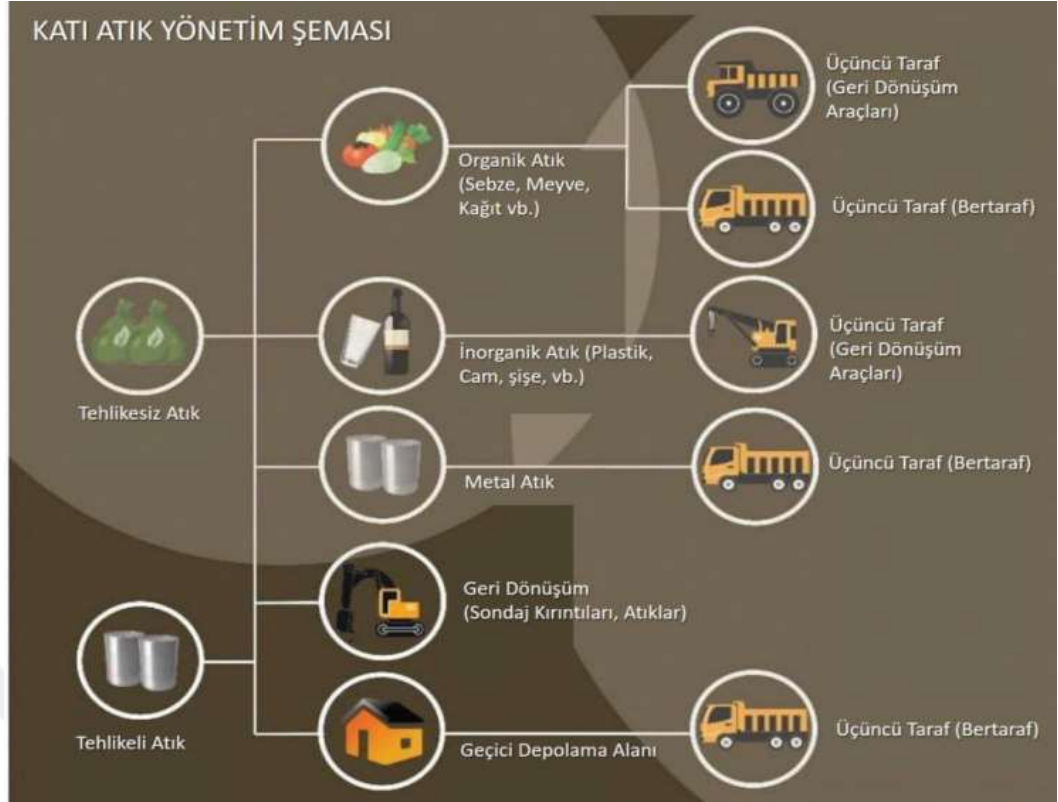 KATI ATIK YÖNETİM ŞEMASI
Üçüncü Taraf
(Geri Dönüşüm
Araçları)
Organik Atık
(Sebze, Meyve,
Kağıt vb.)
Üçüncü Taraf (Bertaraf)
Üçüncü Taraf
(Geri Dönüşüm
Araçları)
İnorganik Atık (Plastik,
Cam, şişe, vb.)
Tehlikesiz Atık
Üçüncü Taraf (Bertaraf)
Metal Atık
Geri Dönüşüm
(Sondaj Kırıntıları, Atıklar)
Tehlikeli Atık
Geçici Depolama Alanı
Üçüncü Taraf (Bertaraf)